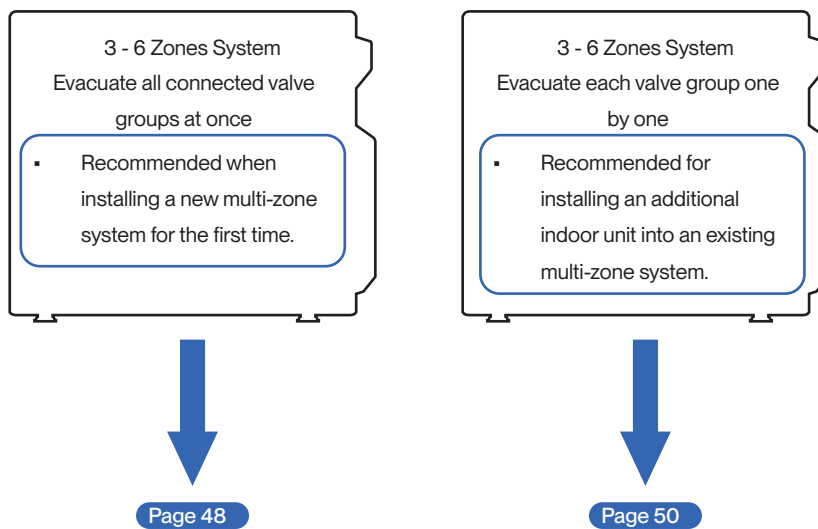 3 - 6 Zones System
Evacuate all connected valve
groups at once
▪ Recommended when
installing a new multi-zone
system for the first time.
Page 48
3 - 6 Zones System
Evacuate each valve group one
by one
▪ Recommended for
installing an additional
indoor unit into an existing
multi-zone system.
Page 50